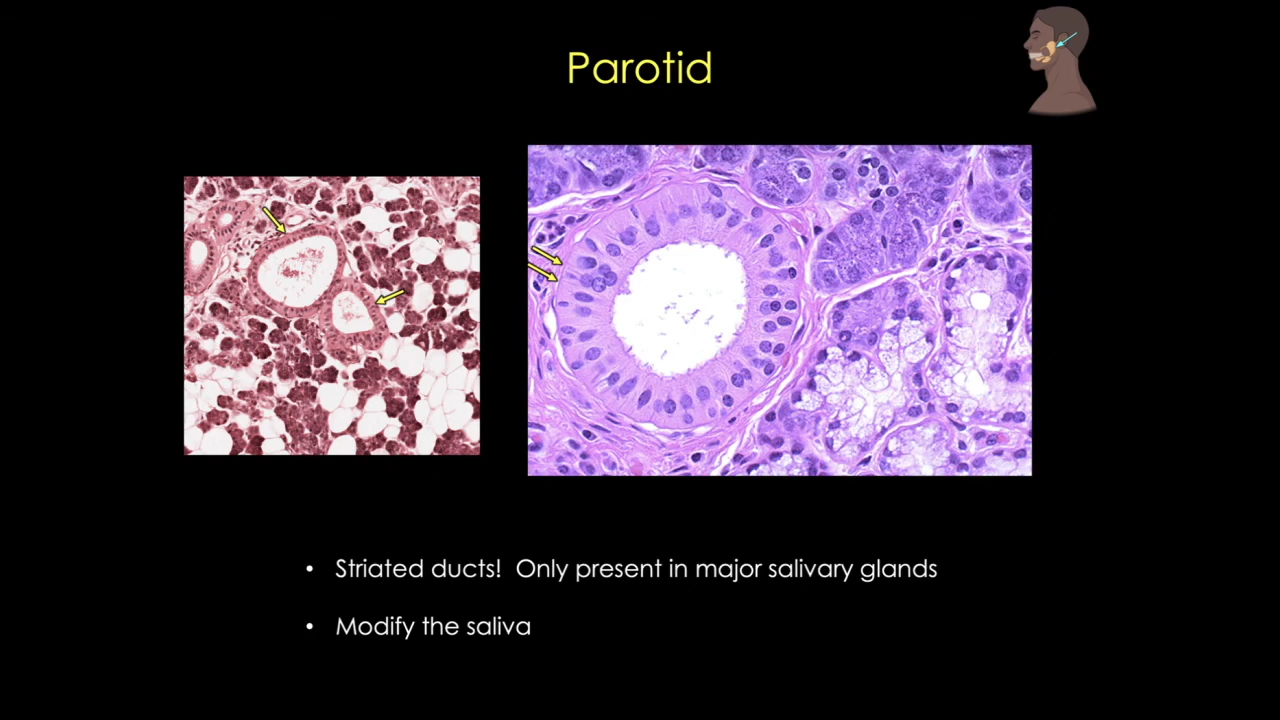 Parotid
• Striated ducts!  Only present in major salivary glands
• Modify the saliva